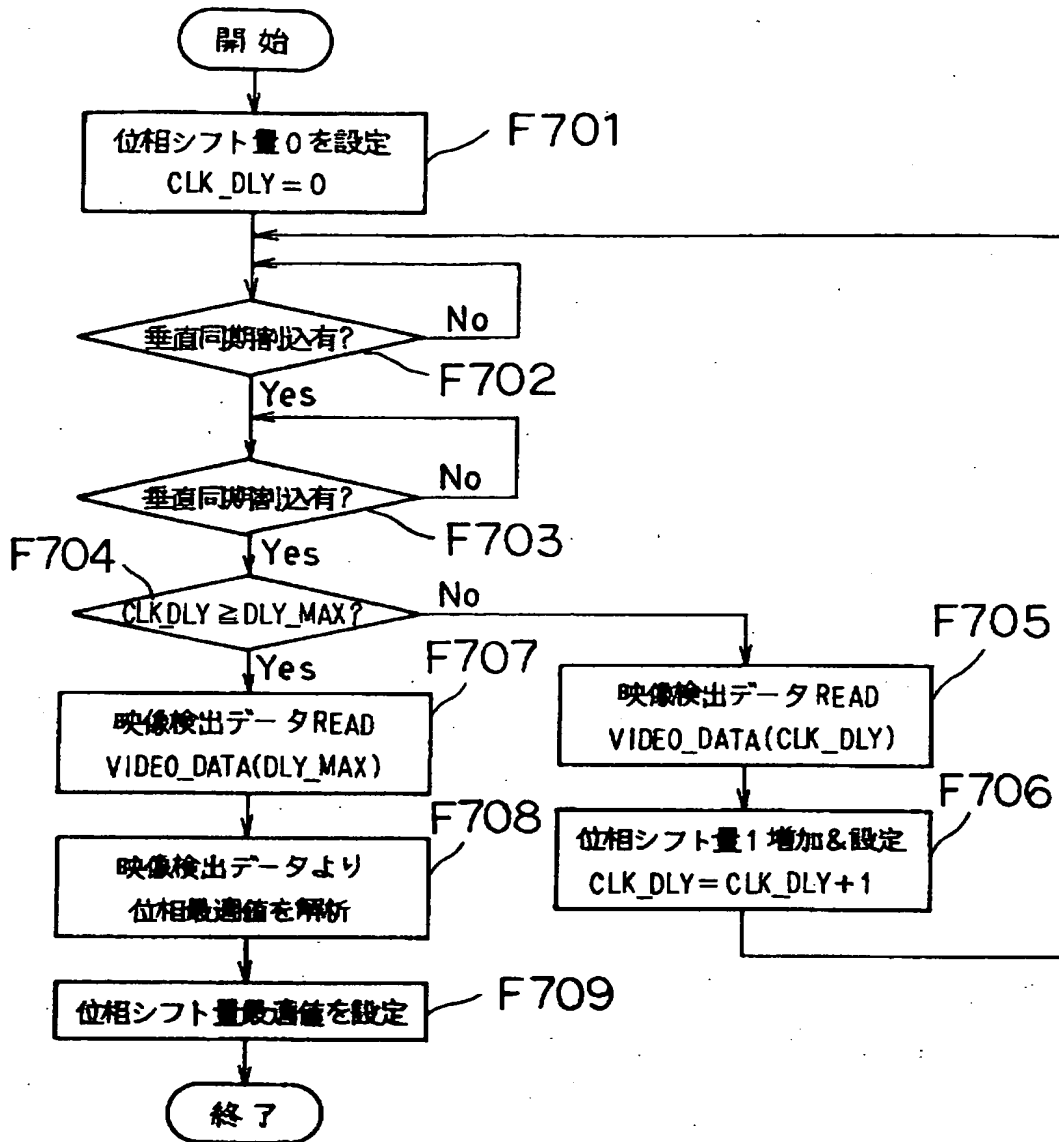 開始
位相シフト量0を設定
CLK_DLY=0
F701
垂直同期割込有?
No
F702
Yes
垂直同期割込有?
No
F703
Yes
F704
CLKDLY≧DLY_MAX?
No
Yes
F705
映像検出データREAD
VIDEO_DATA(CLK_DLY)
F706
位相シフト量1増加&設定
CLK_DLY=CLK_DLY+1
F707
映像検出データREAD
VIDEO_DATA(DLY_MAX)
F708
映像検出データより
位相最適値を解析
位相シフト量最適値を設定
F709
終了